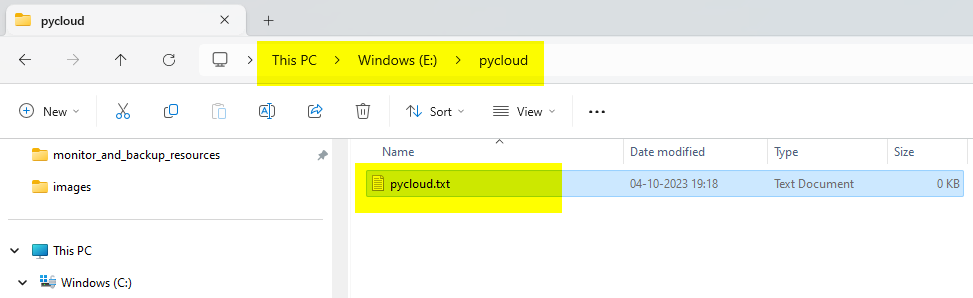 pycloud
This PC > Windows (E:) > pycloud
New Sort View
Name Date modified Type Size
monitor_and_backup_resources
pycloud.txt 04-10-2023 19:18 Text Document 0 KB
images
This PC
Windows (C:)